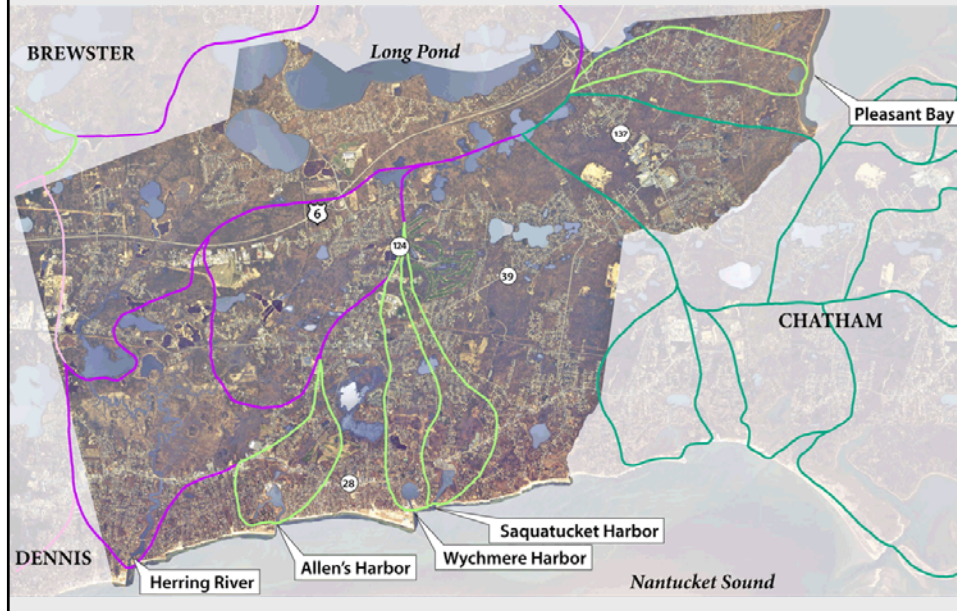 BREWSTER
Long Pond
Pleasant Bay
137
6
124
39
CHATHAM
28
Saquatucket Harbor
Wychmere Harbor
Allen's Harbor
DENNIS
Herring River
Nantucket Sound